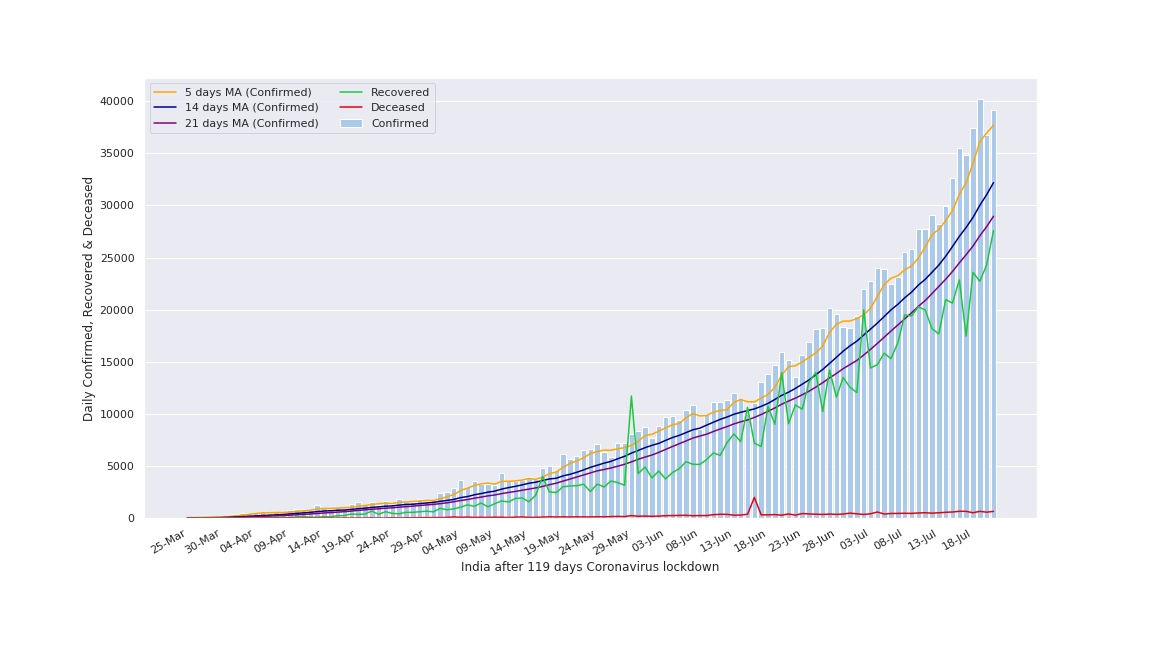 5 days MA (Confirmed)
14 days MA (Confirmed)
21 days MA (Confirmed)
Recovered
Deceased
Confirmed
Daily Confirmed, Recovered & Deceased
40000
35000
30000
25000
20000
15000
10000
5000
0
25-Mar
30-Mar
04-Apr
09-Apr
14-Apr
19-Apr
24-Apr
29-Apr
04-May
09-May
14-May
19-May
24-May
29-May
03-Jun
08-Jun
13-Jun
18-Jun
23-Jun
28-Jun
03-Jul
08-Jul
13-Jul
18-Jul
India after 119 days Coronavirus lockdown